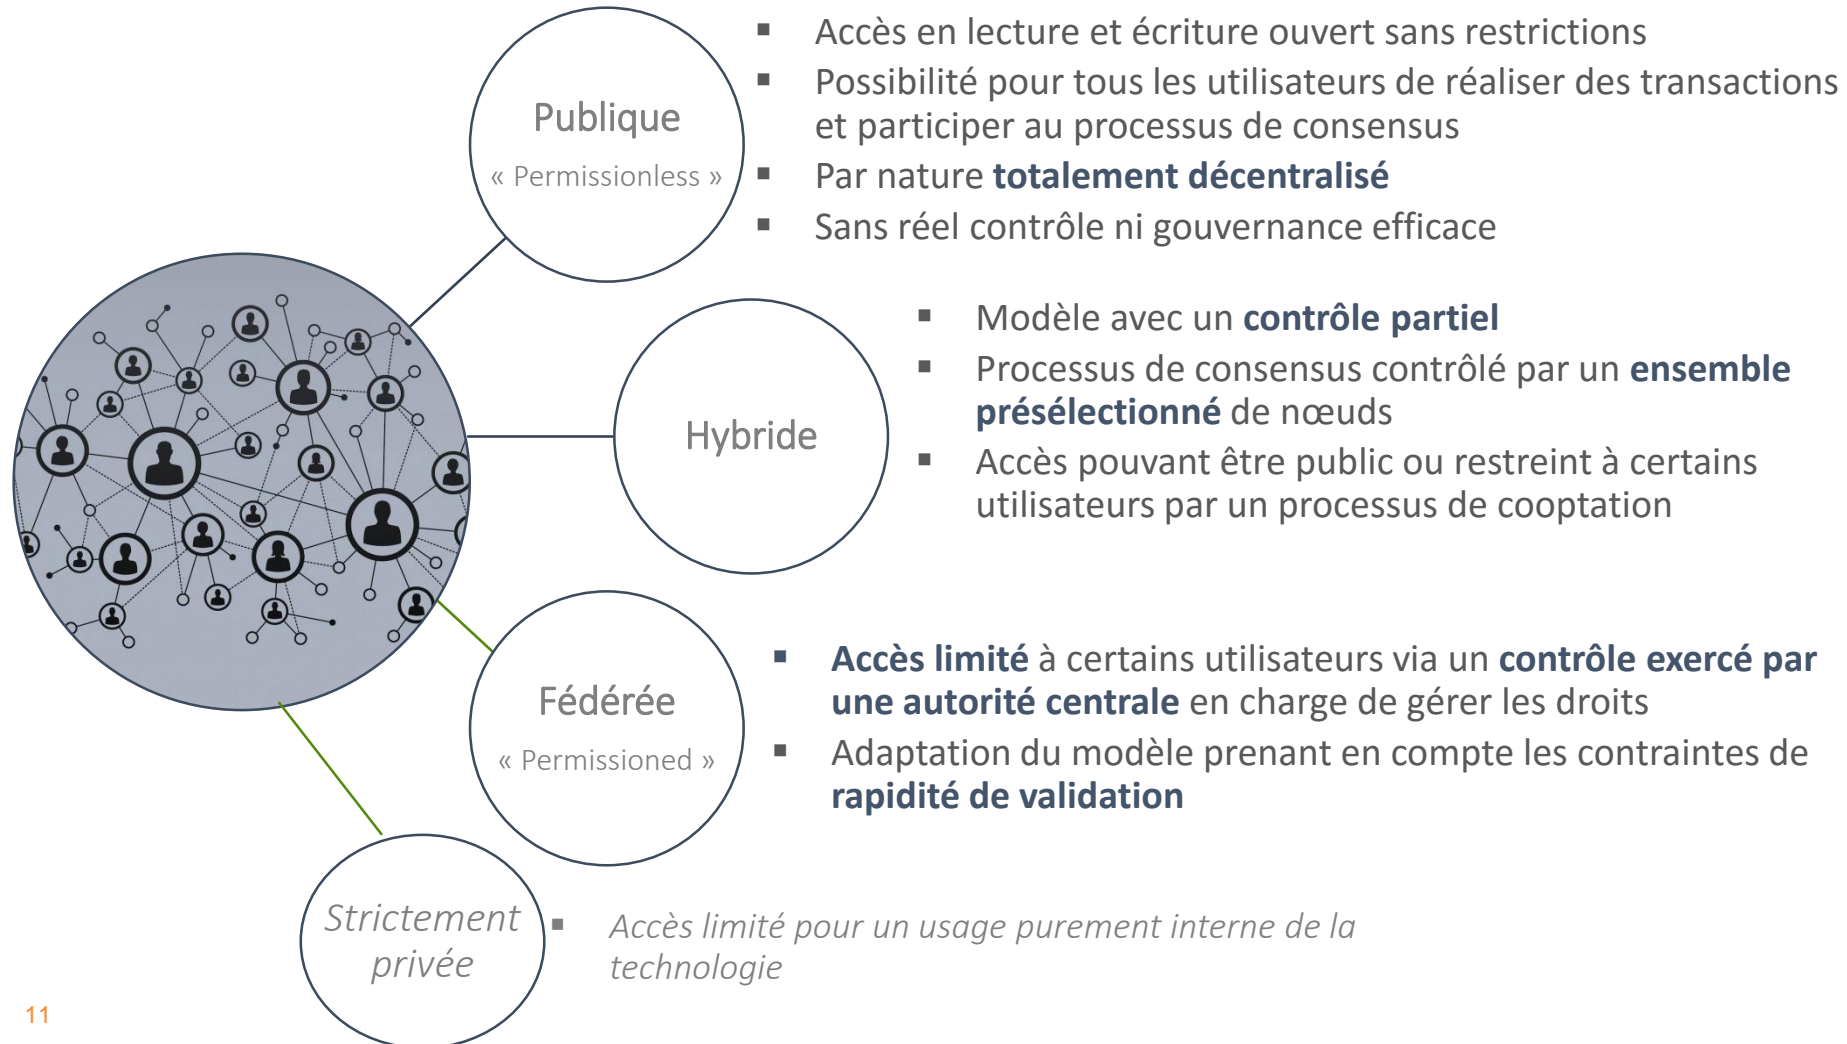 Publique
« Permissionless »
▪ Accès en lecture et écriture ouvert sans restrictions
▪ Possibilité pour tous les utilisateurs de réaliser des transactions
et participer au processus de consensus
▪ Par nature totalement décentralisé
▪ Sans réel contrôle ni gouvernance efficace
Hybride
▪ Modèle avec un contrôle partiel
▪ Processus de consensus contrôlé par un ensemble
présélectionné de nœuds
▪ Accès pouvant être public ou restreint à certains
utilisateurs par un processus de cooptation
Fédérée
« Permissioned »
▪ Accès limité à certains utilisateurs via un contrôle exercé par
une autorité centrale en charge de gérer les droits
▪ Adaptation du modèle prenant en compte les contraintes de
rapidité de validation
Strictement
privée
▪ Accès limité pour un usage purement interne de la
technologie
11